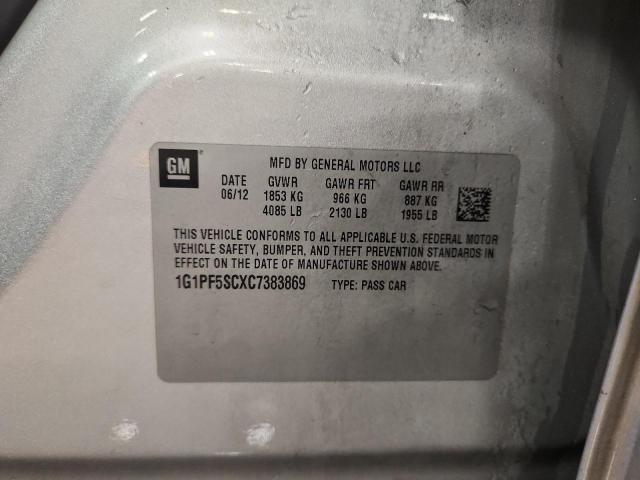 GM
MFD BY GENERAL MOTORS LLC
DATE GVWR GAWR FRT GAWR RR
06/12 1853 KG 966 KG 887 KG
4085 LB 2130 LB 1955 LB
THIS VEHICLE CONFORMS TO ALL APPLICABLE U.S. FEDERAL MOTOR
VEHICLE SAFETY, BUMPER, AND THEFT PREVENTION STANDARDS IN
EFFECT ON THE DATE OF MANUFACTURE SHOWN ABOVE.
1G1PF5SCXC7383869 TYPE: PASS CAR